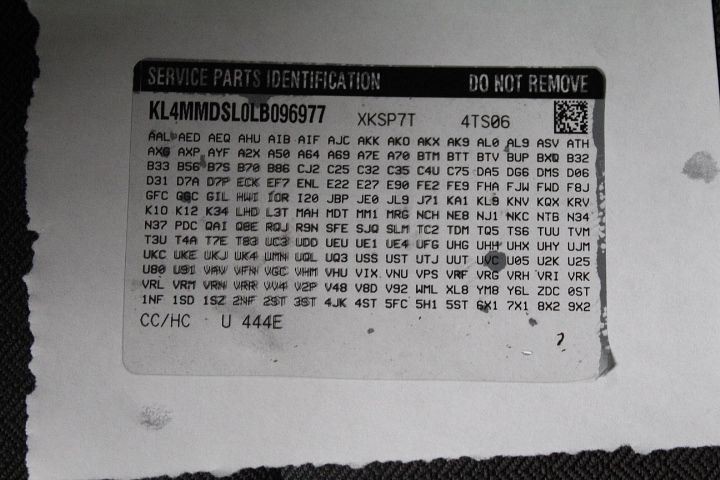 SERVICE PARTS IDENTIFICATION DO NOT REMOVE
KL4MMDSL0LB096977 XKSP7T 4TS06
AAL AED AEQ AHU AIB AIF AJC AKK AKO AKX AK9 AL0 AL9 ASV ATH
AXG AXP AYF A2X A50 A64 A69 A7E A70 BTM BTT BTV BUP BXQ B32
B33 B56 B7S B70 B86 CJ2 C25 C32 C35 C4U C75 DA5 DG6 DMS D06
D31 D7A D7P ECK EF7 ENL E22 E27 E90 FE2 FE9 FHA FJW FWD F8J
GFC GGC GIL HWI IOR I20 JBP JE0 JL9 J71 KA1 KL9 KNV KQX KRV
K10 K12 K34 LHD L3T MAH MDT MM1 MRG NCH NE8 NJ1 NKC NTB N34
N37 PDC QAI Q8E RQJ R9N SFE SJQ SLM TC2 TDM TQ5 TS6 TUU TVM
T3U T4A T7E T83 UC3 UDD UEU UE1 UE4 UFG UHG UHH UHX UHY UJM
UKC UKE UKJ UK4 UMN UQL UQ3 USS UST UTJ UUT UVC U05 U2K U25
U80 U91 VAV VFN VGC VHM VHU VIX VNU VPS VRF VRG VRH VRI VRK
VRL VRM VRN VRR VV4 V2P V48 V8D V92 WML XL8 YM8 Y6L ZDC 0ST
1NF 1SD 1SZ 2NF 2ST 3ST 4JK 4ST 5FC 5H1 5ST 6X1 7X1 8X2 9X2
CC/HC U 444E